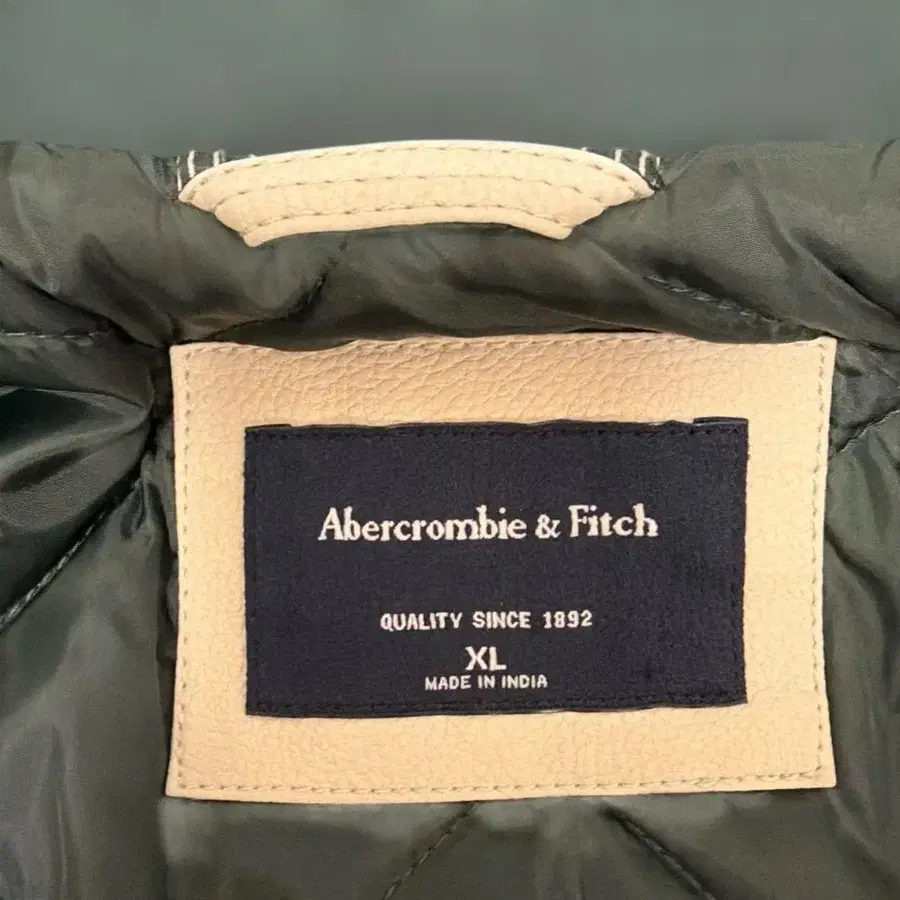 Abercrombie & Fitch
QUALITY SINCE 1892
XL
MADE IN INDIA